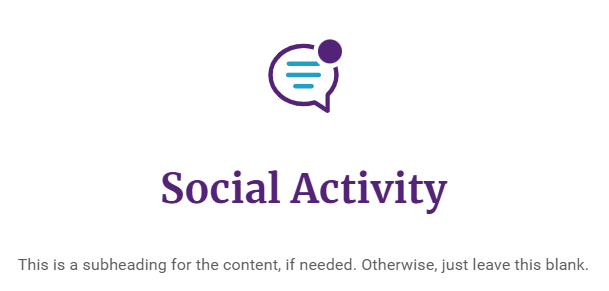 Social Activity
This is a subheading for the content, if needed. Otherwise, just leave this blank.